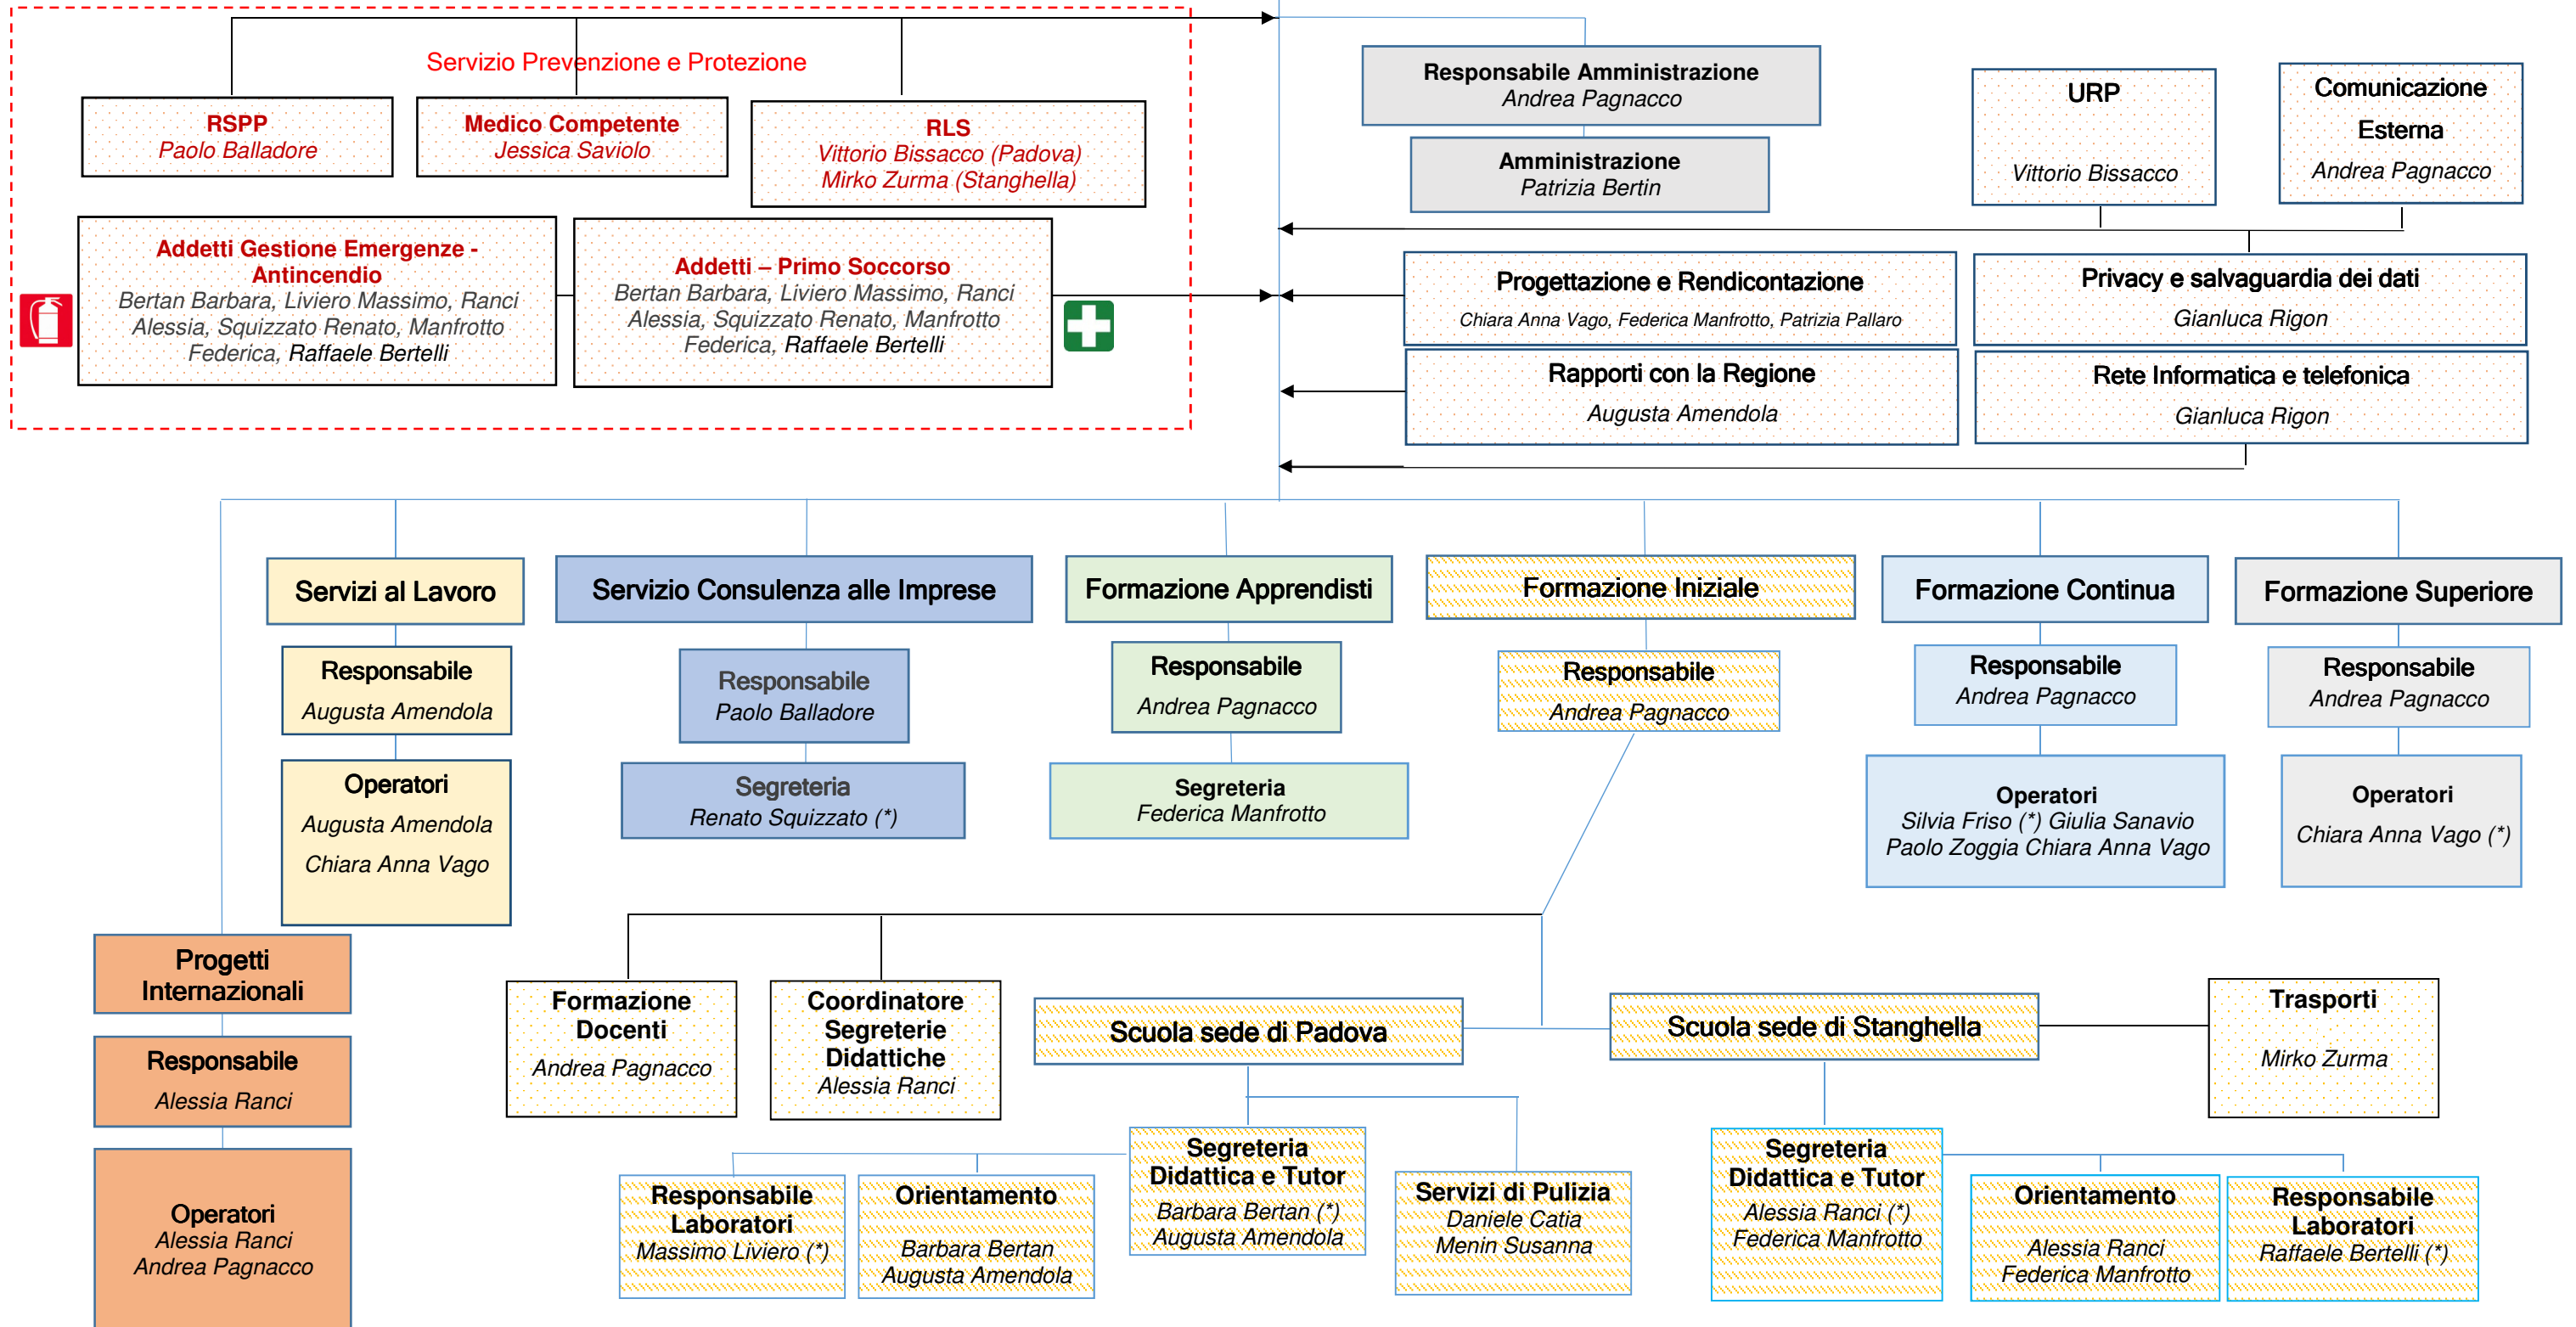 Servizio Prevenzione e Protezione
RSPP
Paolo Balladore
Medico Competente
Jessica Saviolo
RLS
Vittorio Bissacco (Padova)
Mirko Zurma (Stanghella)
Addetti Gestione Emergenze -
Antincendio
Bertan Barbara, Liviero Massimo, Ranci
Alessia, Squizzato Renato, Manfrotto
Federica, Raffaele Bertelli
Addetti – Primo Soccorso
Bertan Barbara, Liviero Massimo, Ranci
Alessia, Squizzato Renato, Manfrotto
Federica, Raffaele Bertelli
Responsabile Amministrazione
Andrea Pagnacco
Amministrazione
Patrizia Bertin
URP
Vittorio Bissacco
Comunicazione
Esterna
Andrea Pagnacco
Progettazione e Rendicontazione
Chiara Anna Vago, Federica Manfrotto, Patrizia Pallaro
Privacy e salvaguardia dei dati
Gianluca Rigon
Rapporti con la Regione
Augusta Amendola
Rete Informatica e telefonica
Gianluca Rigon
Servizi al Lavoro
Responsabile
Augusta Amendola
Operatori
Augusta Amendola
Chiara Anna Vago
Servizio Consulenza alle Imprese
Responsabile
Paolo Balladore
Segreteria
Renato Squizzato (*)
Formazione Apprendisti
Responsabile
Andrea Pagnacco
Segreteria
Federica Manfrotto
Formazione Iniziale
Responsabile
Andrea Pagnacco
Formazione Continua
Responsabile
Andrea Pagnacco
Operatori
Silvia Friso (*) Giulia Sanavio
Paolo Zoggia Chiara Anna Vago
Formazione Superiore
Responsabile
Andrea Pagnacco
Operatori
Chiara Anna Vago (*)
Progetti
Internazionali
Responsabile
Alessia Ranci
Operatori
Alessia Ranci
Andrea Pagnacco
Formazione
Docenti
Andrea Pagnacco
Coordinatore
Segreterie
Didattiche
Alessia Ranci
Scuola sede di Padova
Scuola sede di Stanghella
Trasporti
Mirko Zurma
Responsabile
Laboratori
Massimo Liviero (*)
Orientamento
Barbara Bertan
Augusta Amendola
Segreteria
Didattica e Tutor
Barbara Bertan (*)
Augusta Amendola
Servizi di Pulizia
Daniele Catia
Menin Susanna
Segreteria
Didattica e Tutor
Alessia Ranci (*)
Federica Manfrotto
Orientamento
Alessia Ranci
Federica Manfrotto
Responsabile
Laboratori
Raffaele Bertelli (*)